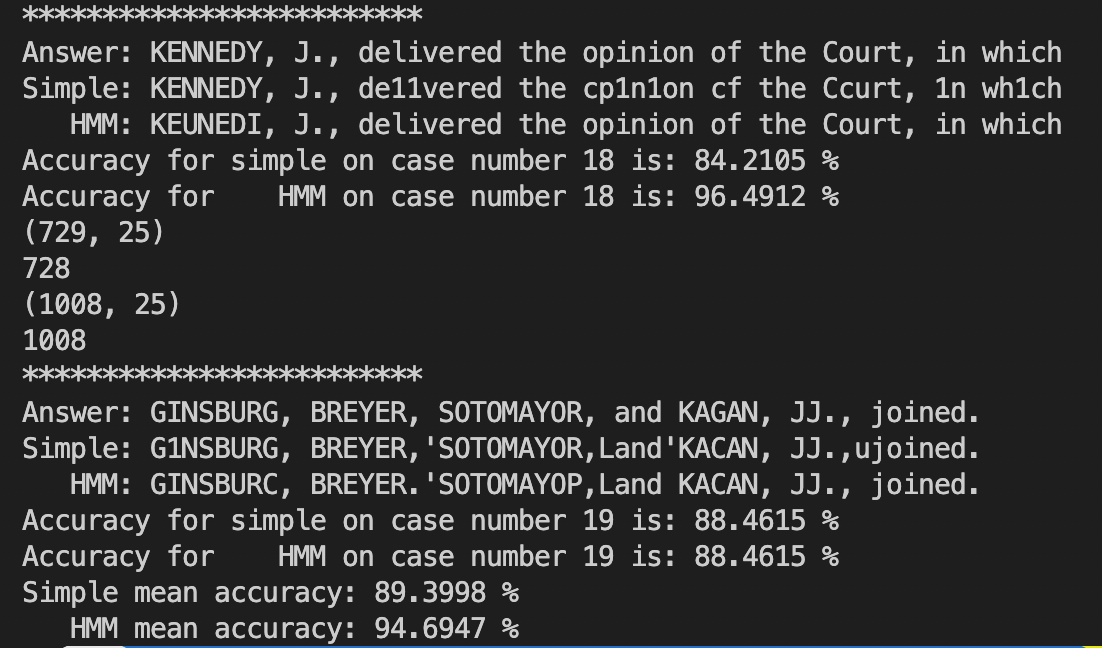 *************************
Answer: KENNEDY, J., delivered the opinion of the Court, in which
Simple: KENNEDY, J., de11vered the cp1n1on cf the Ccurt, 1n wh1ch
   HMM: KEUNEDI, J., delivered the opinion of the Court, in which
Accuracy for simple on case number 18 is: 84.2105 %
Accuracy for    HMM on case number 18 is: 96.4912 %
(729, 25)
728
(1008, 25)
1008
*************************
Answer: GINSBURG, BREYER, SOTOMAYOR, and KAGAN, JJ., joined.
Simple: G1NSBURG, BREYER,'SOTOMAYOR,Land'KACAN, JJ.,ujoined.
   HMM: GINSBURC, BREYER.'SOTOMAYOP,Land KACAN, JJ., joined.
Accuracy for simple on case number 19 is: 88.4615 %
Accuracy for    HMM on case number 19 is: 88.4615 %
Simple mean accuracy: 89.3998 %
   HMM mean accuracy: 94.6947 %